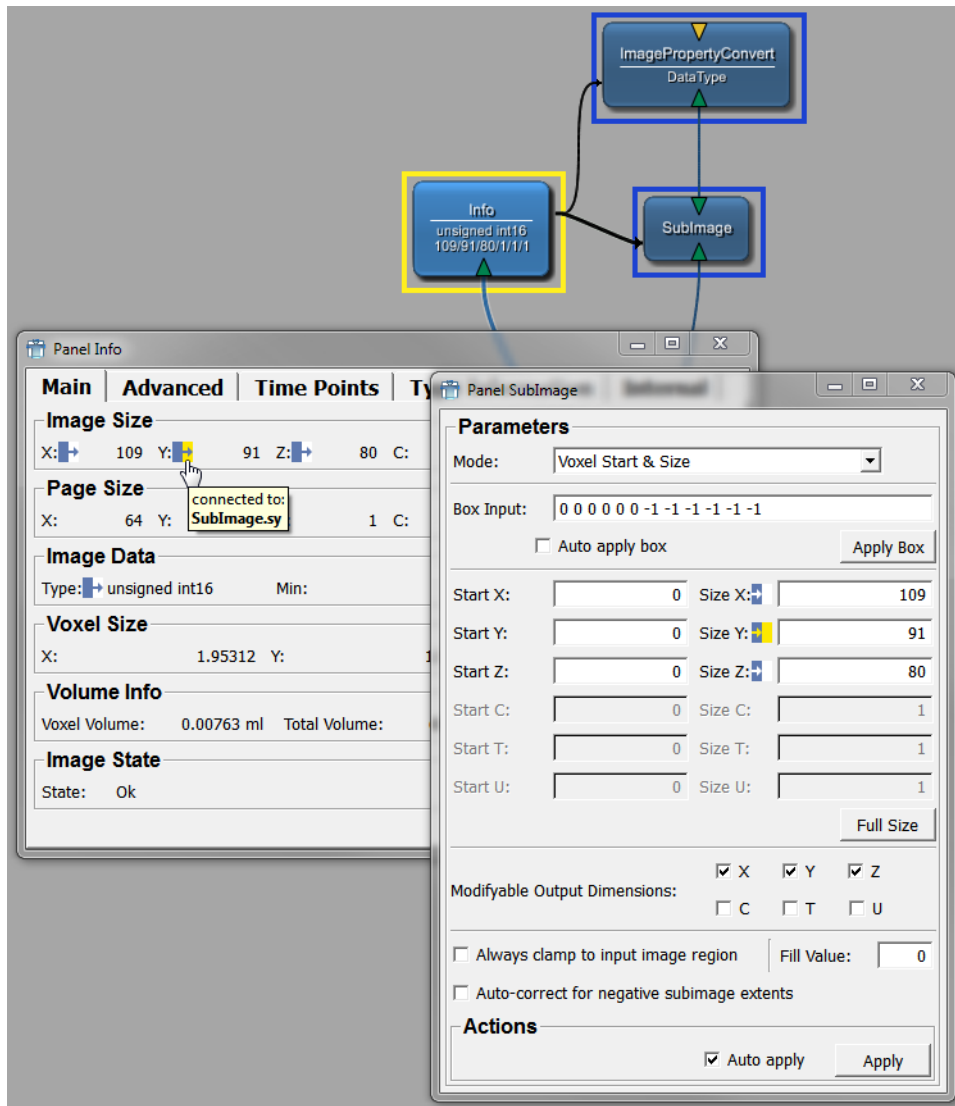 ImagePropertyConvert
DataType
Info
unsigned int16
109/91/80/1/1/1
SubImage
Panel Info
Main Advanced Time Points
Image Size
X: 109 Y: 91 Z: 80 C:
connected to:
SubImage.sy
Page Size
X: 64 Y: 1 C:
Image Data
Type: unsigned int16 Min:
Voxel Size
X: 1.95312 Y:
Volume Info
Voxel Volume: 0.00763 ml Total Volume:
Image State
State: Ok
Panel SubImage
Parameters
Mode: Voxel Start & Size
Box Input: 0 0 0 0 0 0 -1 -1 -1 -1 -1 -1
Auto apply box Apply Box
Start X: 0 Size X: 109
Start Y: 0 Size Y: 91
Start Z: 0 Size Z: 80
Start C: 0 Size C: 1
Start T: 0 Size T: 1
Start U: 0 Size U: 1
Full Size
Modifyable Output Dimensions: X Y Z
C T U
Always clamp to input image region Fill Value: 0
Auto-correct for negative subimage extents
Actions
Auto apply Apply